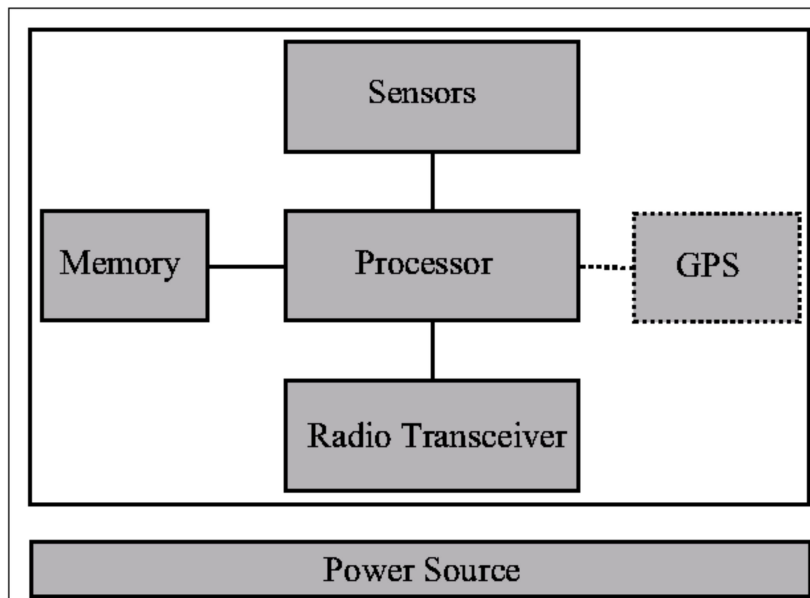 Sensors
Memory
Processor
GPS
Radio Transceiver
Power Source